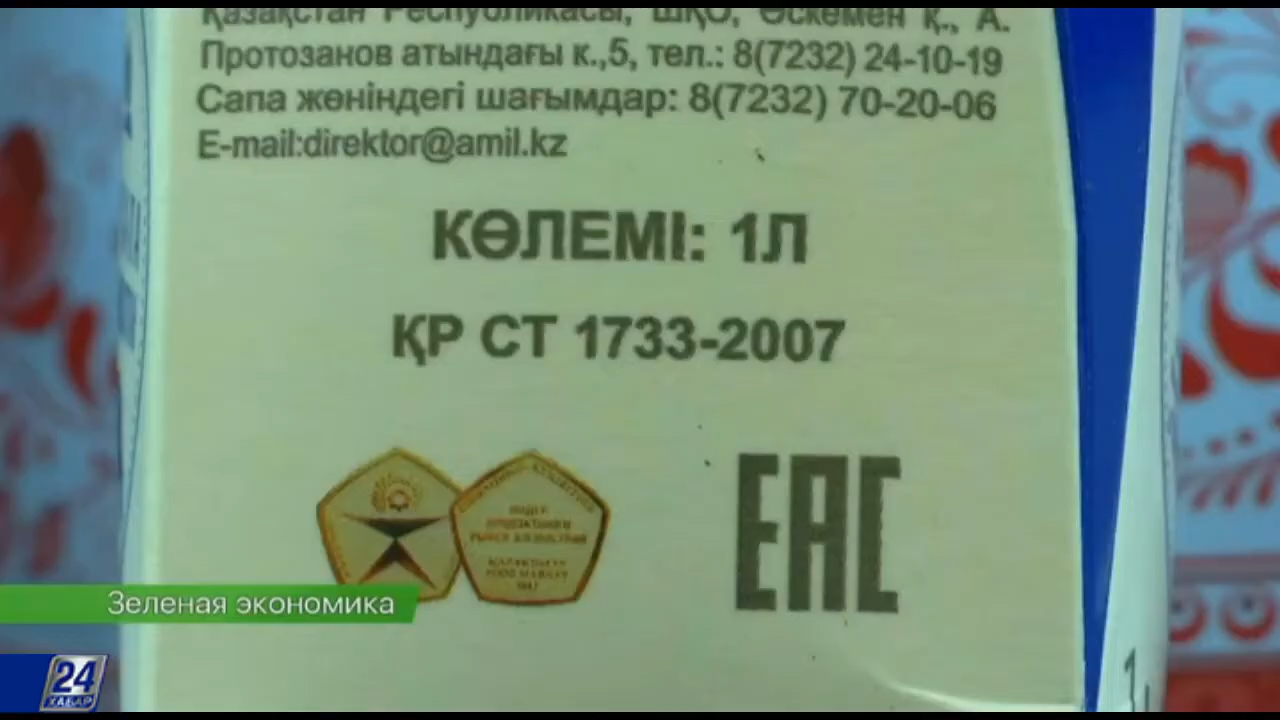 Қазақстан Республикасы, ШҚО, Өскемен қ., А.
Протозанов атындағы к.,5, тел.: 8(7232) 24-10-19
Сапа жөніндегі шағымдар: 8(7232) 70-20-06
E-mail:direktor@amil.kz
КӨЛЕМІ: 1Л
ҚР СТ 1733-2007
ЕАС
Зеленая экономика
24
ХАБАР